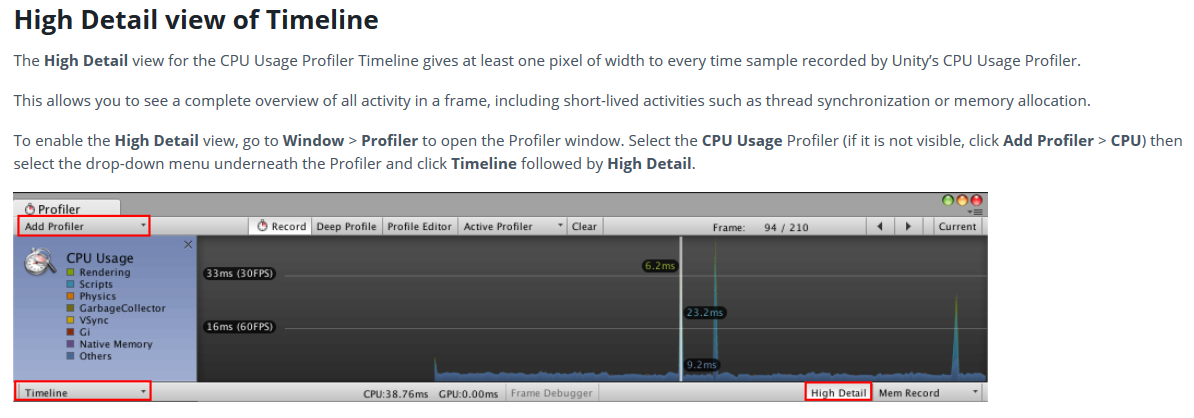 High Detail view of Timeline
The High Detail view for the CPU Usage Profiler Timeline gives at least one pixel of width to every time sample recorded by Unity’s CPU Usage Profiler.
This allows you to see a complete overview of all activity in a frame, including short-lived activities such as thread synchronization or memory allocation.
To enable the High Detail view, go to Window > Profiler to open the Profiler window. Select the CPU Usage Profiler (if it is not visible, click Add Profiler > CPU) then
select the drop-down menu underneath the Profiler and click Timeline followed by High Detail.
Profiler
Add Profiler Record Deep Profile Profile Editor Active Profiler Clear Frame: 94 / 210 Current
CPU Usage
Rendering
Scripts
Physics
GarbageCollector
VSync
Gi
Native Memory
Others
33ms (30FPS)
16ms (60FPS)
6.2ms
23.2ms
9.2ms
Timeline CPU:38.76ms GPU:0.00ms Frame Debugger High Detail Mem Record